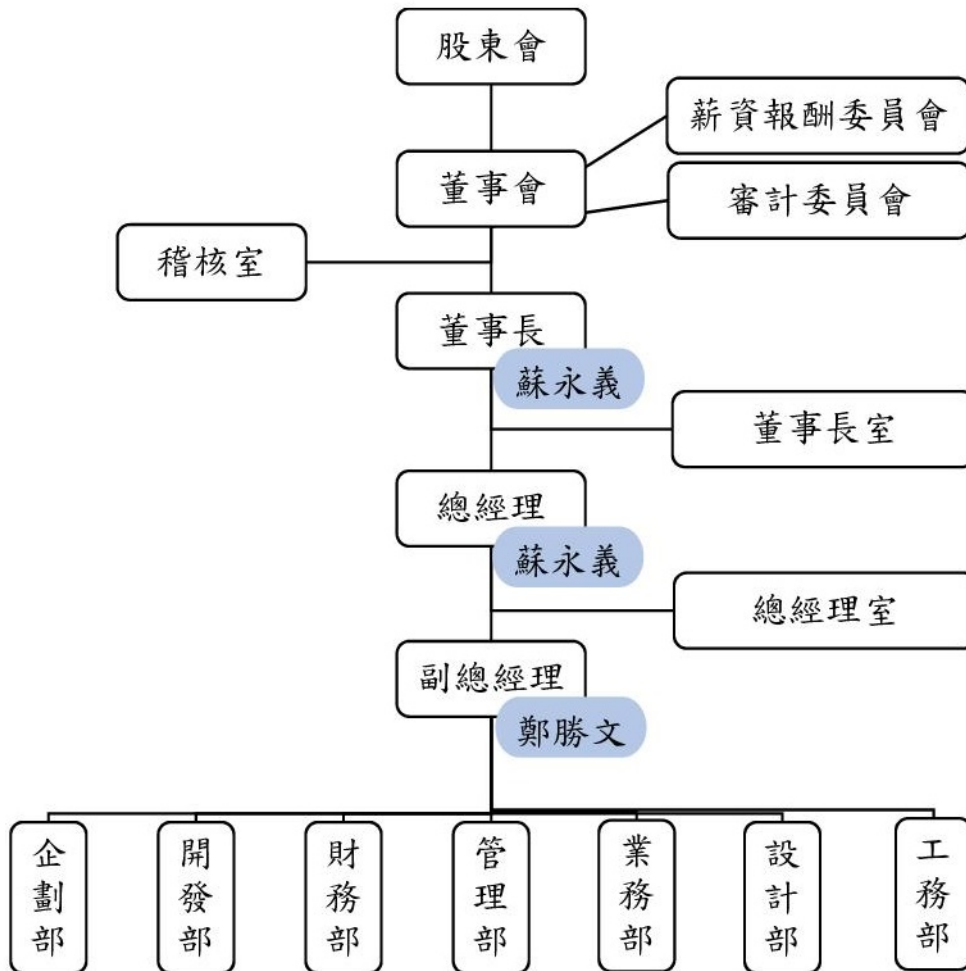 股東會
薪資報酬委員會
董事會
審計委員會
稽核室
董事長
蘇永義
董事長室
總經理
蘇永義
總經理室
副總經理
鄭勝文
企劃部
開發部
財務部
管理部
業務部
設計部
工務部